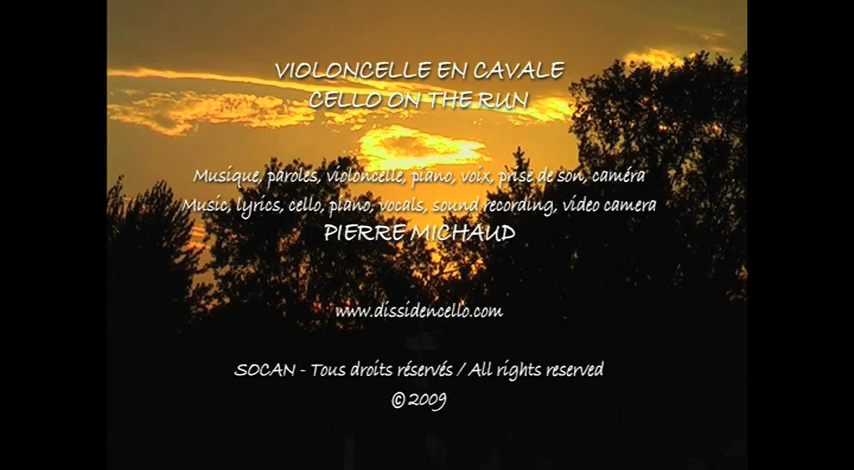 VIOLONCELLE EN CAVALE
CELLO ON THE RUN
Musique, paroles, violoncelle, piano, voix, prise de son, caméra
Music, lyrics, cello, piano, vocals, sound recording, video camera
PIERRE MICHAUD
www.dissidencello.com
SOCAN - Tous droits réservés / All rights reserved
© 2009